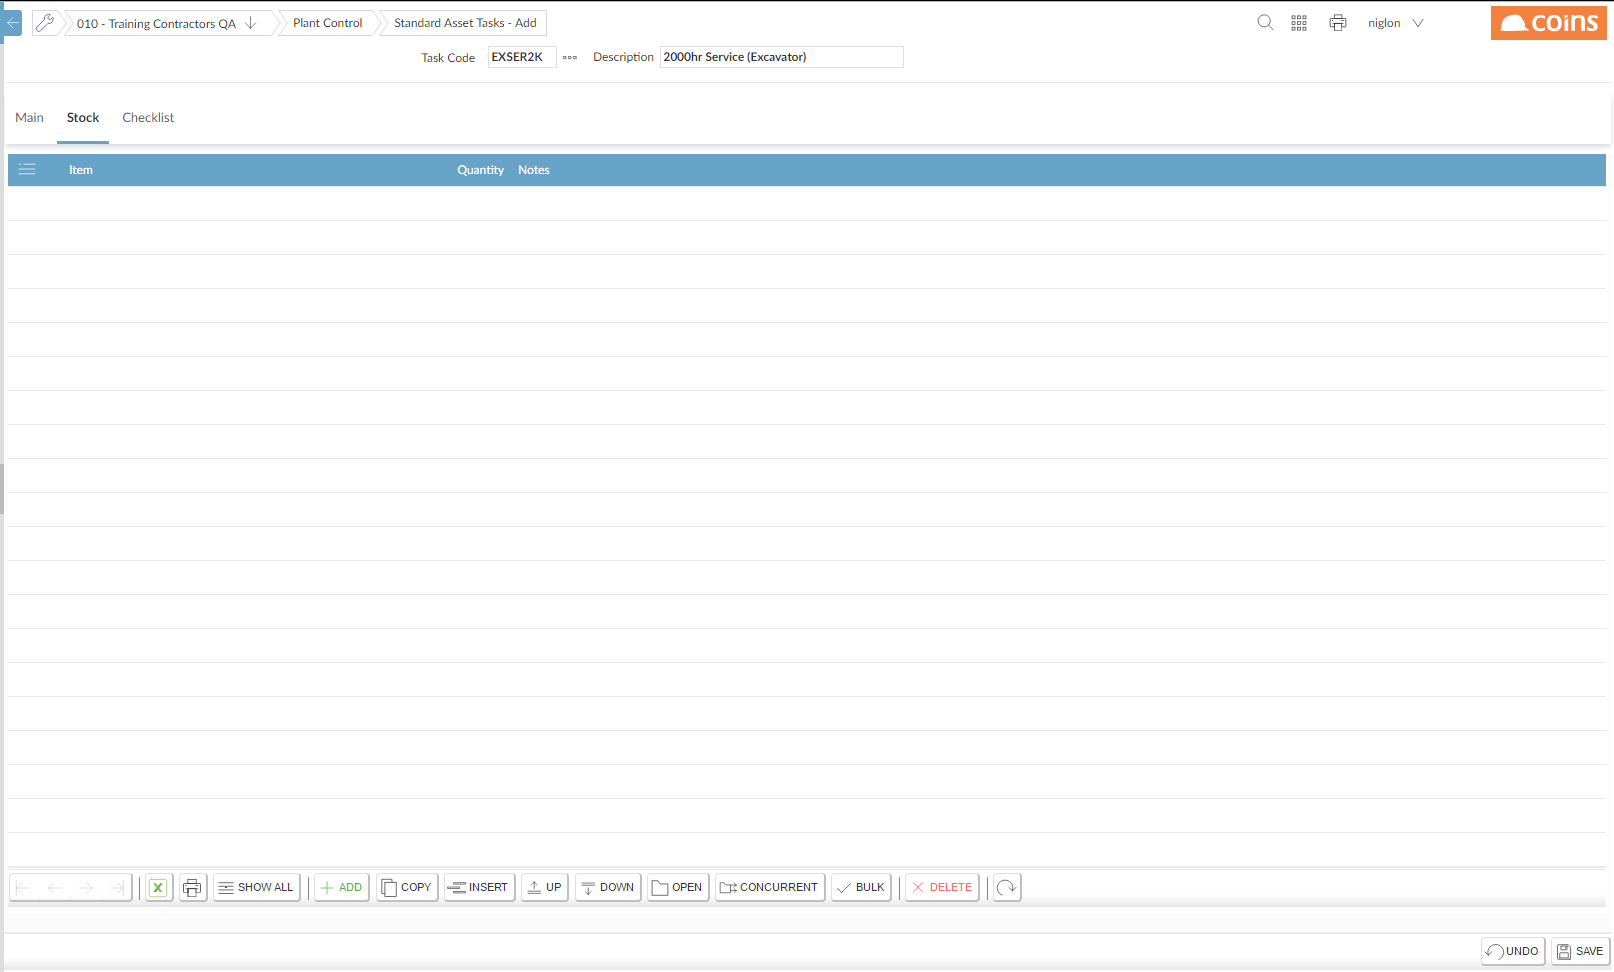 010 - Training Contractors QA Plant Control Standard Asset Tasks - Add niglon coins
Task Code EXSER2K Description 2000hr Service (Excavator)
Main Stock Checklist
Item Quantity Notes
X SHOW ALL ADD COPY INSERT UP DOWN OPEN CONCURRENT BULK DELETE
UNDO SAVE